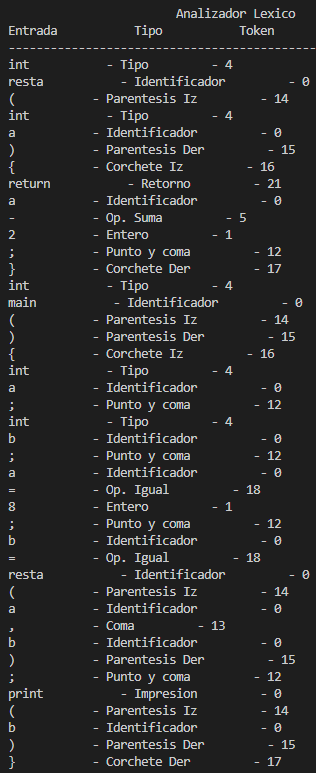 Analizador Lexico
Entrada Tipo Token
--------------------------------------------
int - Tipo - 4
resta - Identificador - 0
( - Parentesis Iz - 14
int - Tipo - 4
a - Identificador - 0
) - Parentesis Der - 15
{ - Corchete Iz - 16
return - Retorno - 21
a - Identificador - 0
- - Op. Suma - 5
2 - Entero - 1
; - Punto y coma - 12
} - Corchete Der - 17
int - Tipo - 4
main - Identificador - 0
( - Parentesis Iz - 14
) - Parentesis Der - 15
{ - Corchete Iz - 16
int - Tipo - 4
a - Identificador - 0
; - Punto y coma - 12
int - Tipo - 4
b - Identificador - 0
; - Punto y coma - 12
a - Identificador - 0
= - Op. Igual - 18
8 - Entero - 1
; - Punto y coma - 12
b - Identificador - 0
= - Op. Igual - 18
resta - Identificador - 0
( - Parentesis Iz - 14
a - Identificador - 0
, - Coma - 13
b - Identificador - 0
) - Parentesis Der - 15
; - Punto y coma - 12
print - Impresion - 0
( - Parentesis Iz - 14
b - Identificador - 0
) - Parentesis Der - 15
} - Corchete Der - 17